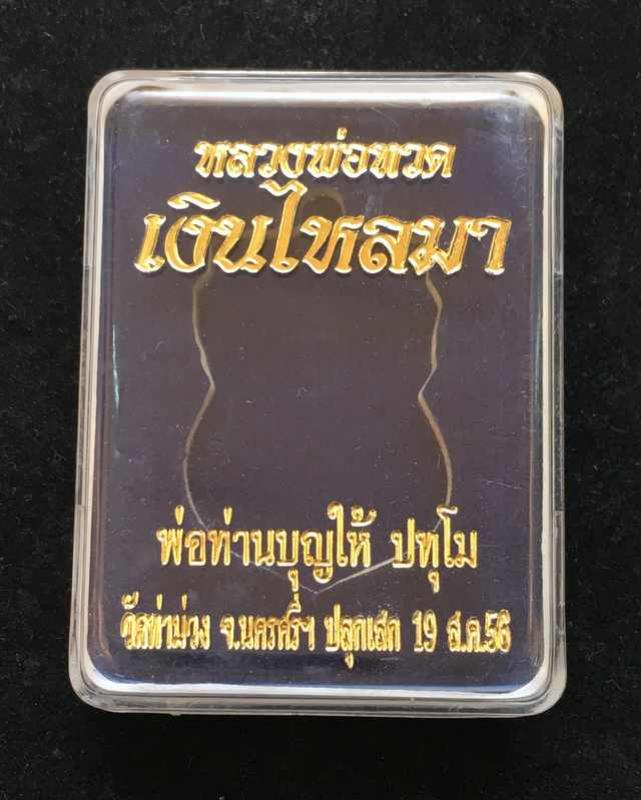 หลวงพ่อทวด
เงินไหลมา
พ่อท่านบุญให้ ปทุโม
วัดท่าม่วง จ.นครศรีฯ ปลุกเสก 19 ส.ค.56